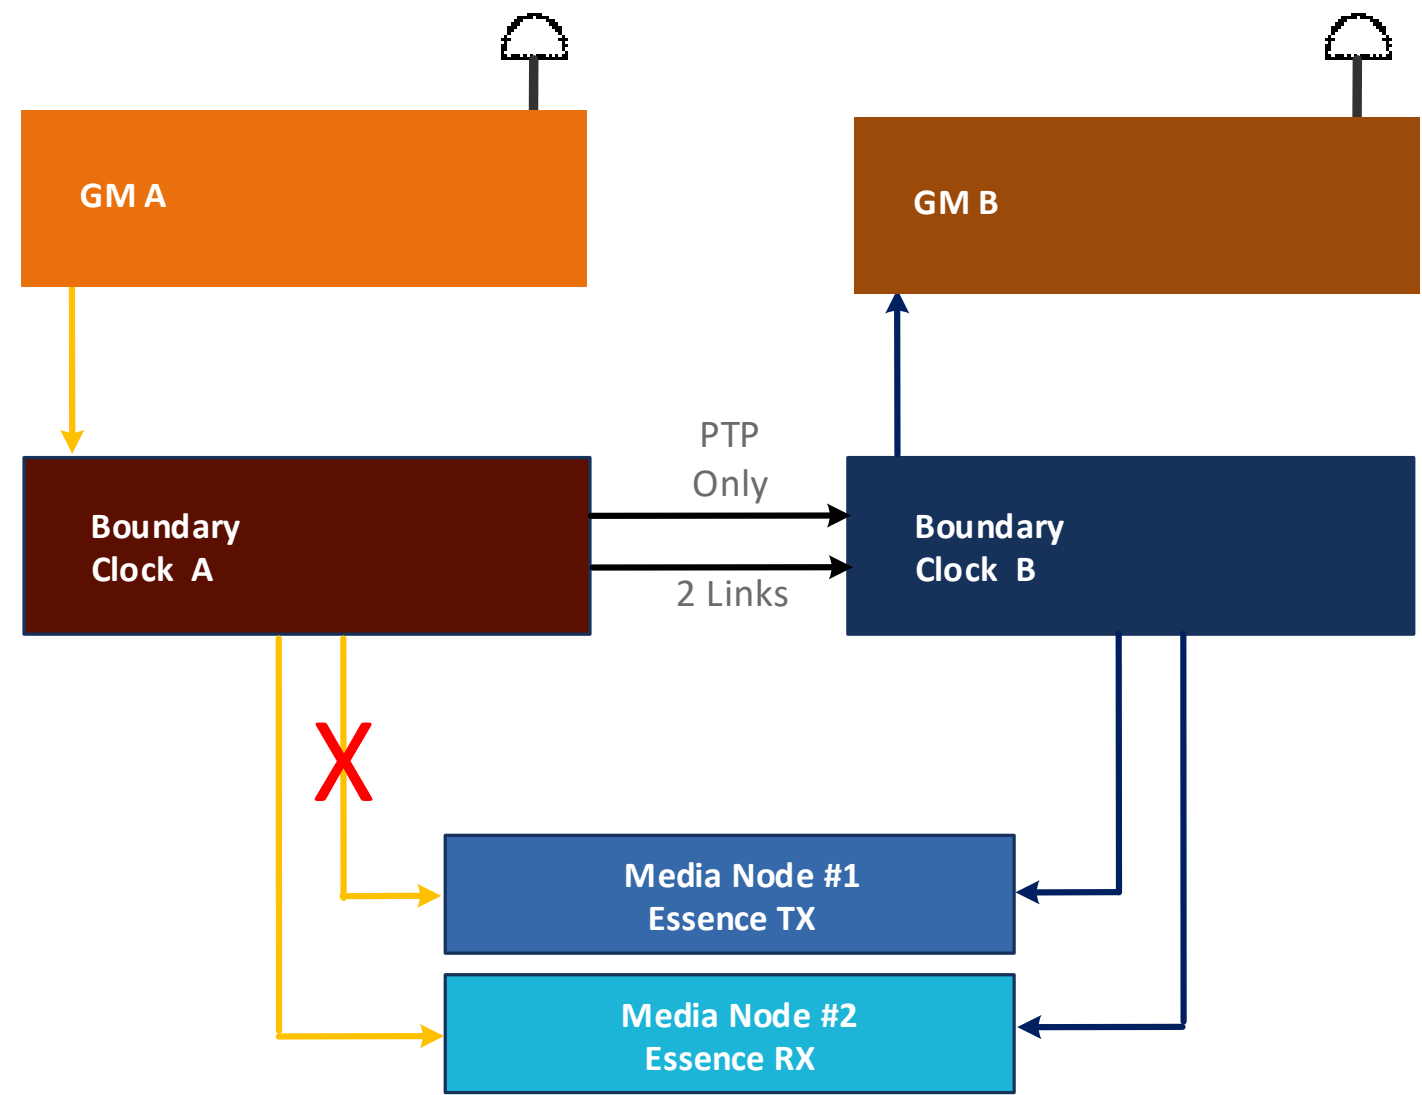 GM A
GM B
PTP
Only
Boundary
Clock A
Boundary
Clock B
2 Links
X
Media Node #1
Essence TX
Media Node #2
Essence RX